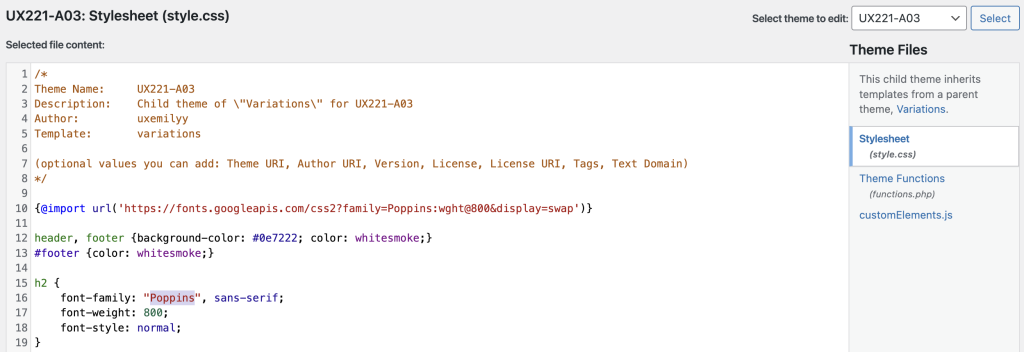 UX221-A03: Stylesheet (style.css)
Select theme to edit: UX221-A03 Select
Selected file content:
Theme Files
1 /*
2 Theme Name:     UX221-A03
3 Description:    Child theme of \"Variations\" for UX221-A03
4 Author:         uxemilyy
5 Template:       variations
6
7 (optional values you can add: Theme URI, Author URI, Version, License, License URI, Tags, Text Domain)
8 */
9
10 {@import url('https://fonts.googleapis.com/css2?family=Poppins:wght@800&display=swap')}
11
12 header, footer {background-color: #0e7222; color: whitesmoke;}
13 #footer {color: whitesmoke;}
14
15 h2 {
16     font-family: "Poppins", sans-serif;
17     font-weight: 800;
18     font-style: normal;
19 }
This child theme inherits
templates from a parent
theme, Variations.
Stylesheet
(style.css)
Theme Functions
(functions.php)
customElements.js